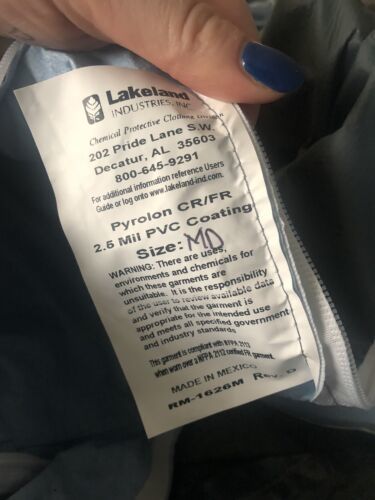 Lakeland
INDUSTRIES, INC.
Chemical Protective Clothing Division
202 Pride Lane S.W.
Decatur, AL 35603
800-645-9291
For additional information reference Users
Guide or log onto www.lakeland-ind.com.
Pyrolon CR/FR
2.5 Mil PVC Coating
Size: MD
WARNING: There are uses,
environments and chemicals for
which these garments are
unsuitable. It is the responsibility
of the user to review available data
and verify that the garment is
appropriate for the intended use
and meets all specified government
and industry standards
This garment is compliant with NFPA 2113
when worn over a NFPA 2112 certified FR garment.
MADE IN MEXICO
RM-1626M Rev. D